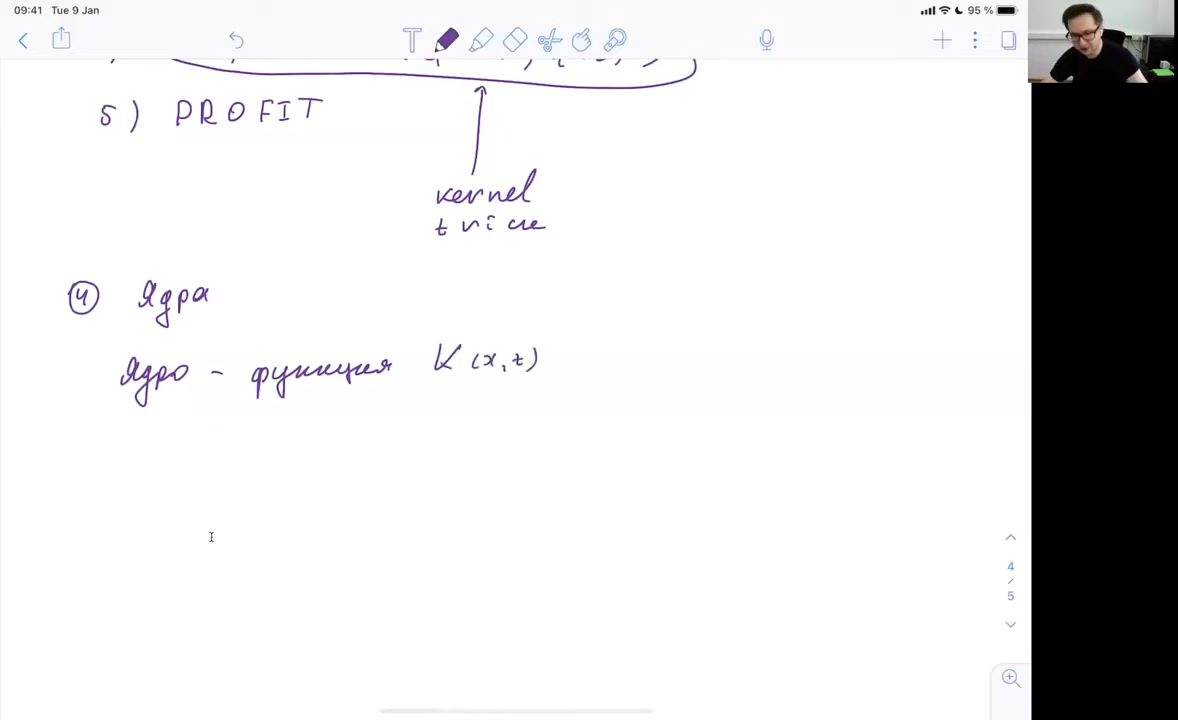 09:41 Tue 9 Jan
95 %
5) PROFIT
kernel
trick
④ Ядра
Ядро - функция K(x, t)
4
/
5